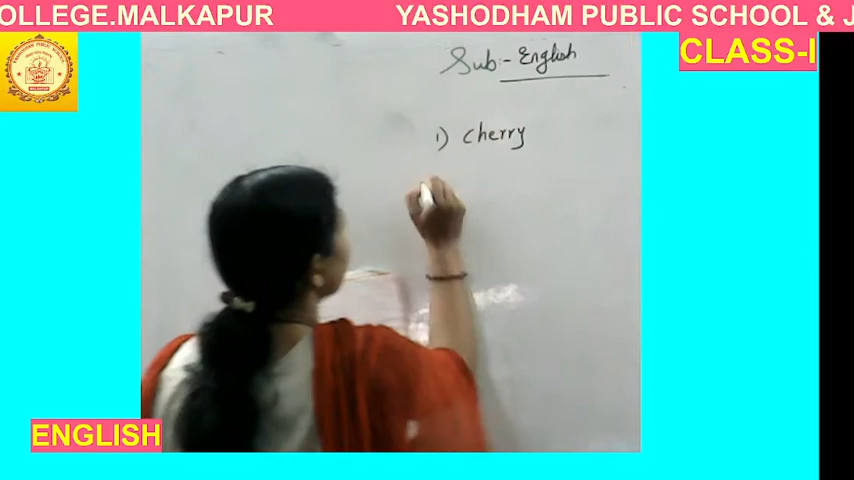 OLLEGE.MALKAPUR YASHODHAM PUBLIC SCHOOL & J
CLASS-I
Sub:- English
1) cherry
ENGLISH